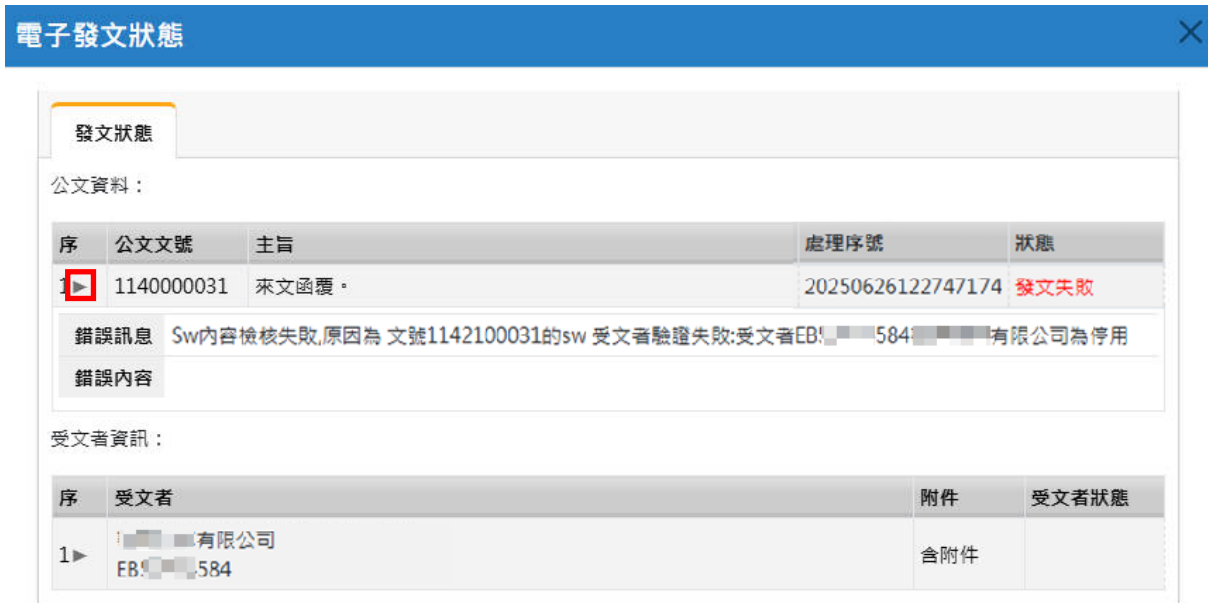 電子發文狀態
發文狀態
公文資料：
序 公文文號 主旨 處理序號 狀態
1▶ 1140000031 來文函覆。 20250626122747174 發文失敗
錯誤訊息 Sw內容檢核失敗,原因為 文號1142100031的sw 受文者驗證失敗:受文者EB 584 有限公司為停用
錯誤內容
受文者資訊：
序 受文者 附件 受文者狀態
1▶ 有限公司 含附件
EB 584